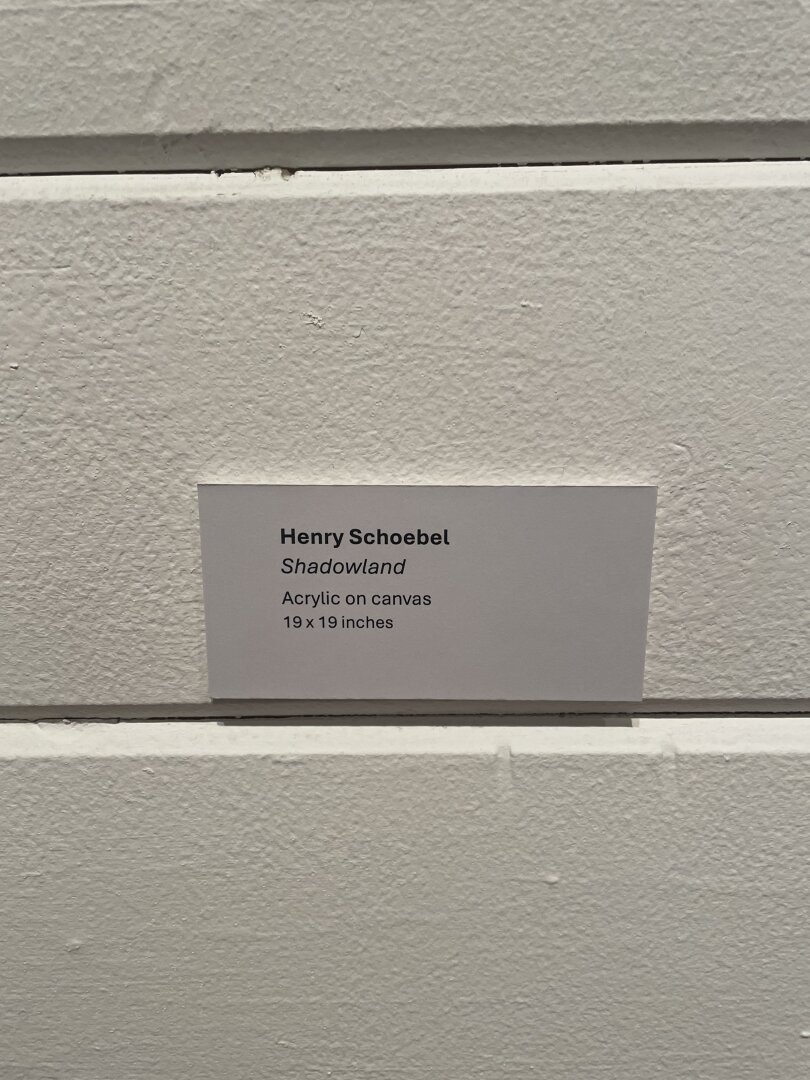 Henry Schoebel
Shadowland
Acrylic on canvas
19 x 19 inches